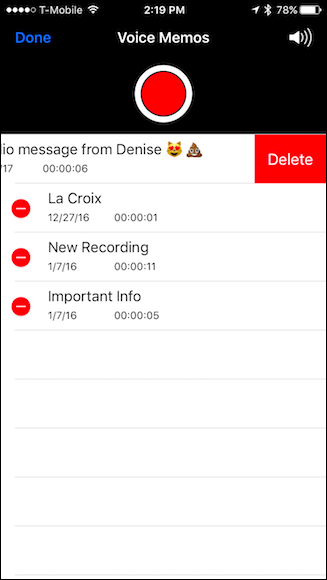 T-Mobile 2:19 PM 78%
Done Voice Memos
io message from Denise 😻 💩
/17 00:00:06
Delete
La Croix
12/27/16 00:00:01
New Recording
1/7/16 00:00:11
Important Info
1/7/16 00:00:05